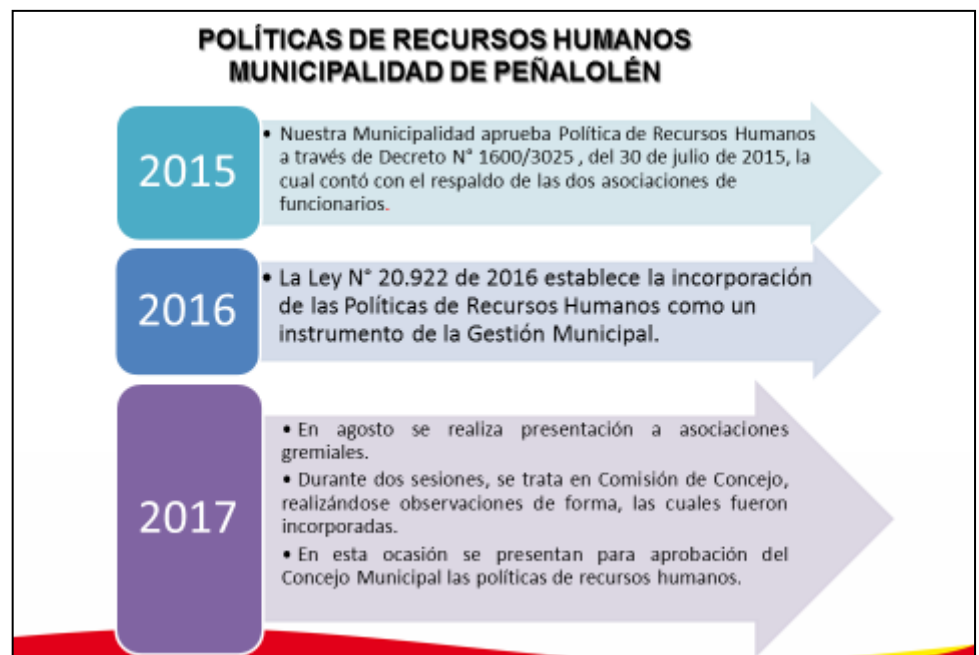 POLÍTICAS DE RECURSOS HUMANOS
MUNICIPALIDAD DE PEÑALOLÉN
2015
• Nuestra Municipalidad aprueba Política de Recursos Humanos
a través de Decreto N° 1600/3025 , del 30 de julio de 2015, la
cual contó con el respaldo de las dos asociaciones de
funcionarios.
2016
• La Ley N° 20.922 de 2016 establece la incorporación
de las Políticas de Recursos Humanos como un
instrumento de la Gestión Municipal.
2017
• En agosto se realiza presentación a asociaciones
gremiales.
• Durante dos sesiones, se trata en Comisión de Concejo,
realizándose observaciones de forma, las cuales fueron
incorporadas.
• En esta ocasión se presentan para aprobación del
Concejo Municipal las políticas de recursos humanos.